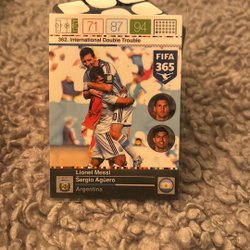 71 87 94
362. International Double Trouble
FIFA
365
Lionel Messi
Sergio Agüero
Argentina